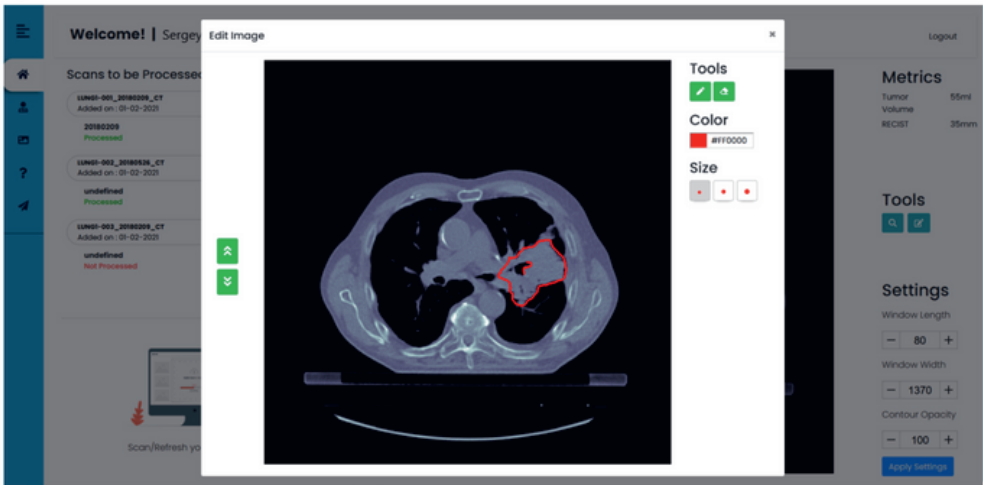 Welcome! | Sergey
Logout
Edit Image
×
Scans to be Processed
LUNG1-001_20180209_CT
Added on : 01-02-2021
20180209
Processed
LUNG1-002_20180526_CT
Added on : 01-02-2021
undefined
Processed
LUNG1-003_20180209_CT
Added on : 01-02-2021
undefined
Not Processed
Scan/Refresh yo
Tools
Color
#FF0000
Size
Metrics
Tumor Volume 55ml
RECIST 35mm
Tools
Settings
Window Length
− 80 +
Window Width
− 1370 +
Contour Opacity
− 100 +
Apply Settings